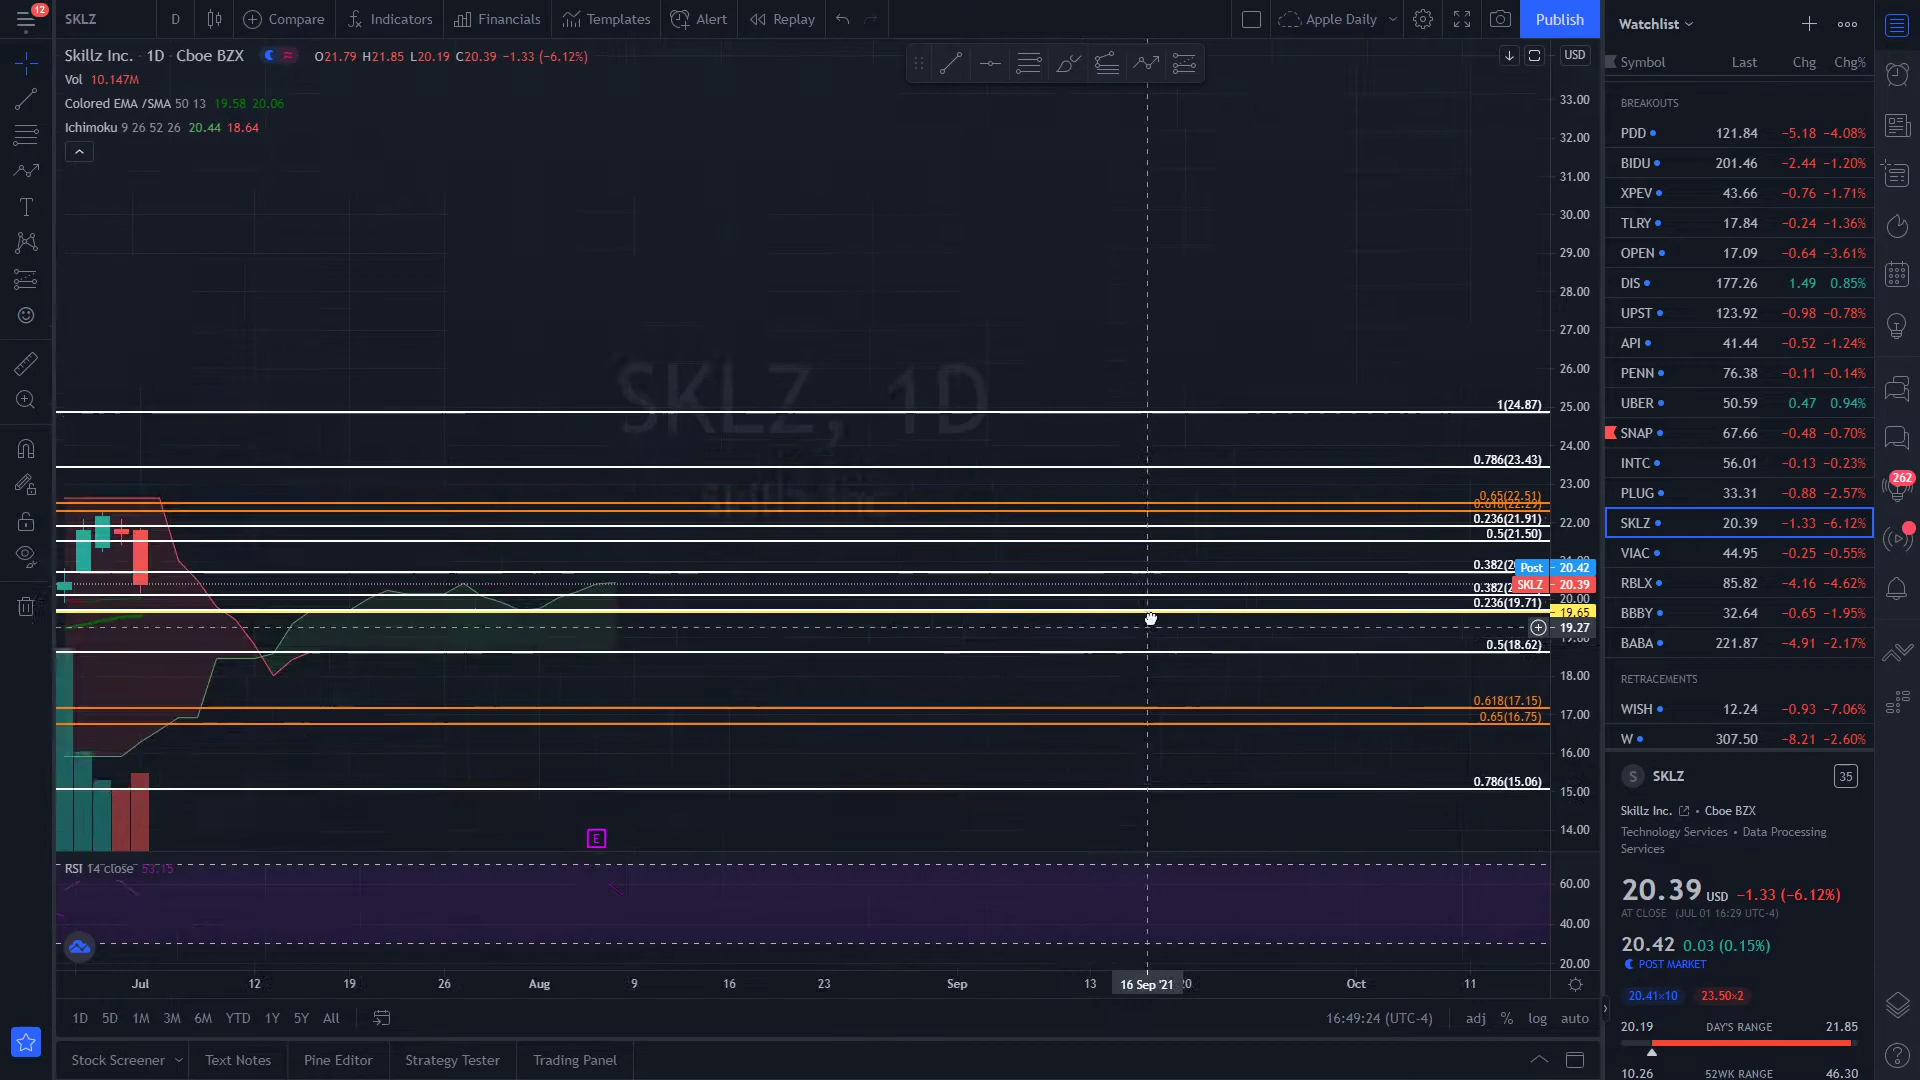 12
SKLZ
D
Compare
Indicators
Financials
Templates
Alert
Replay
Apple Daily
Publish
Skillz Inc. · 1D · Cboe BZX O21.79 H21.85 L20.19 C20.39 −1.33 (−6.12%)
Vol 10.147M
Colored EMA /SMA 50 13 19.58 20.06
Ichimoku 9 26 52 26 20.44 18.64
SKLZ, 1D
USD
33.00
32.00
31.00
30.00
29.00
28.00
27.00
26.00
25.00
24.00
23.00
22.00
20.00
18.00
17.00
16.00
15.00
14.00
1(24.87)
0.786(23.43)
0.65(22.51)
0.618(22.29)
0.236(21.91)
0.5(21.50)
0.382(2
Post 20.42
SKLZ 20.39
0.382(2
0.236(19.71)
19.65
19.27
0.5(18.62)
0.618(17.15)
0.65(16.75)
0.786(15.06)
E
RSI 14 close 53.15
60.00
40.00
20.00
Jul 12 19 26 Aug 9 16 23 Sep 13 16 Sep '21 20 Oct 11
1D 5D 1M 3M 6M YTD 1Y 5Y All
16:49:24 (UTC-4) adj % log auto
Stock Screener Text Notes Pine Editor Strategy Tester Trading Panel
Watchlist
Symbol Last Chg Chg%
BREAKOUTS
PDD 121.84 −5.18 −4.08%
BIDU 201.46 −2.44 −1.20%
XPEV 43.66 −0.76 −1.71%
TLRY 17.84 −0.24 −1.36%
OPEN 17.09 −0.64 −3.61%
DIS 177.26 1.49 0.85%
UPST 123.92 −0.98 −0.78%
API 41.44 −0.52 −1.24%
PENN 76.38 −0.11 −0.14%
UBER 50.59 0.47 0.94%
SNAP 67.66 −0.48 −0.70%
INTC 56.01 −0.13 −0.23%
PLUG 33.31 −0.88 −2.57%
SKLZ 20.39 −1.33 −6.12%
VIAC 44.95 −0.25 −0.55%
RBLX 85.82 −4.16 −4.62%
BBBY 32.64 −0.65 −1.95%
BABA 221.87 −4.91 −2.17%
RETRACEMENTS
WISH 12.24 −0.93 −7.06%
W 307.50 −8.21 −2.60%
S SKLZ 35
Skillz Inc. • Cboe BZX
Technology Services • Data Processing
Services
20.39 USD −1.33 (−6.12%)
AT CLOSE (JUL 01 16:29 UTC-4)
20.42 0.03 (0.15%)
POST MARKET
20.41×10 23.50×2
20.19 DAY'S RANGE 21.85
10.26 52WK RANGE 46.30
262